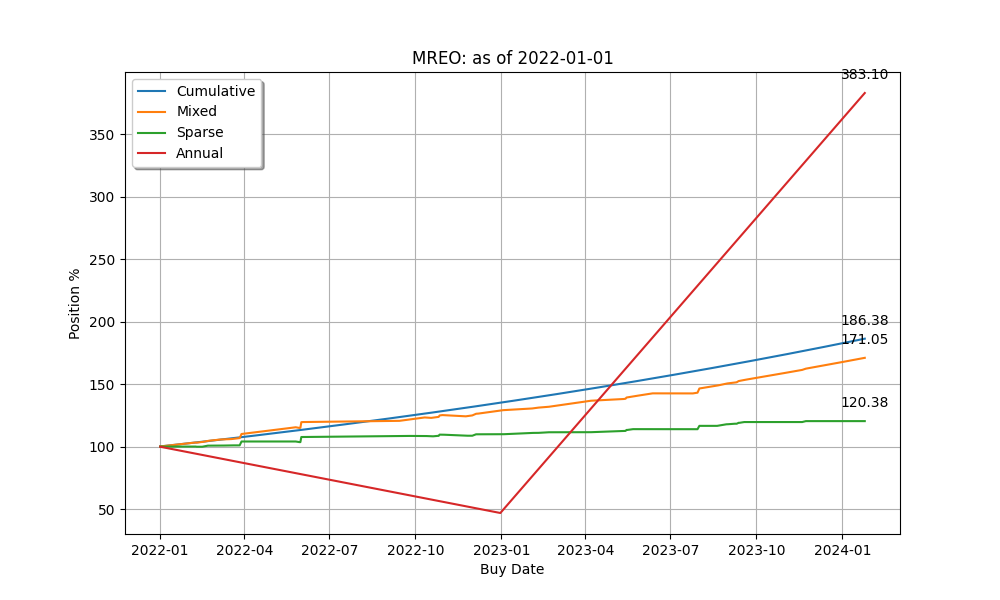 MREO: as of 2022-01-01
383.10
Cumulative
Mixed
Sparse
Annual
350
300
250
200
150
100
50
186.38
171.05
120.38
Position %
2022-01 2022-04 2022-07 2022-10 2023-01 2023-04 2023-07 2023-10 2024-01
Buy Date